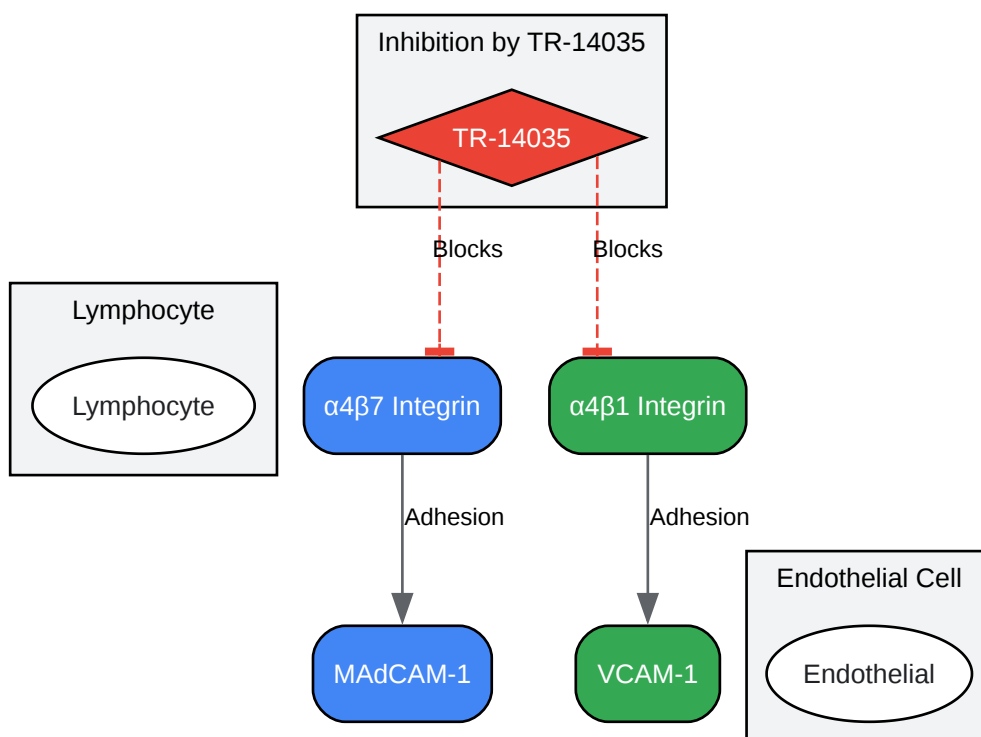 Inhibition by TR-14035
TR-14035
Blocks
Blocks
Lymphocyte
Lymphocyte
α4β7 Integrin
α4β1 Integrin
Adhesion
Adhesion
Endothelial Cell
MAdCAM-1
VCAM-1
Endothelial